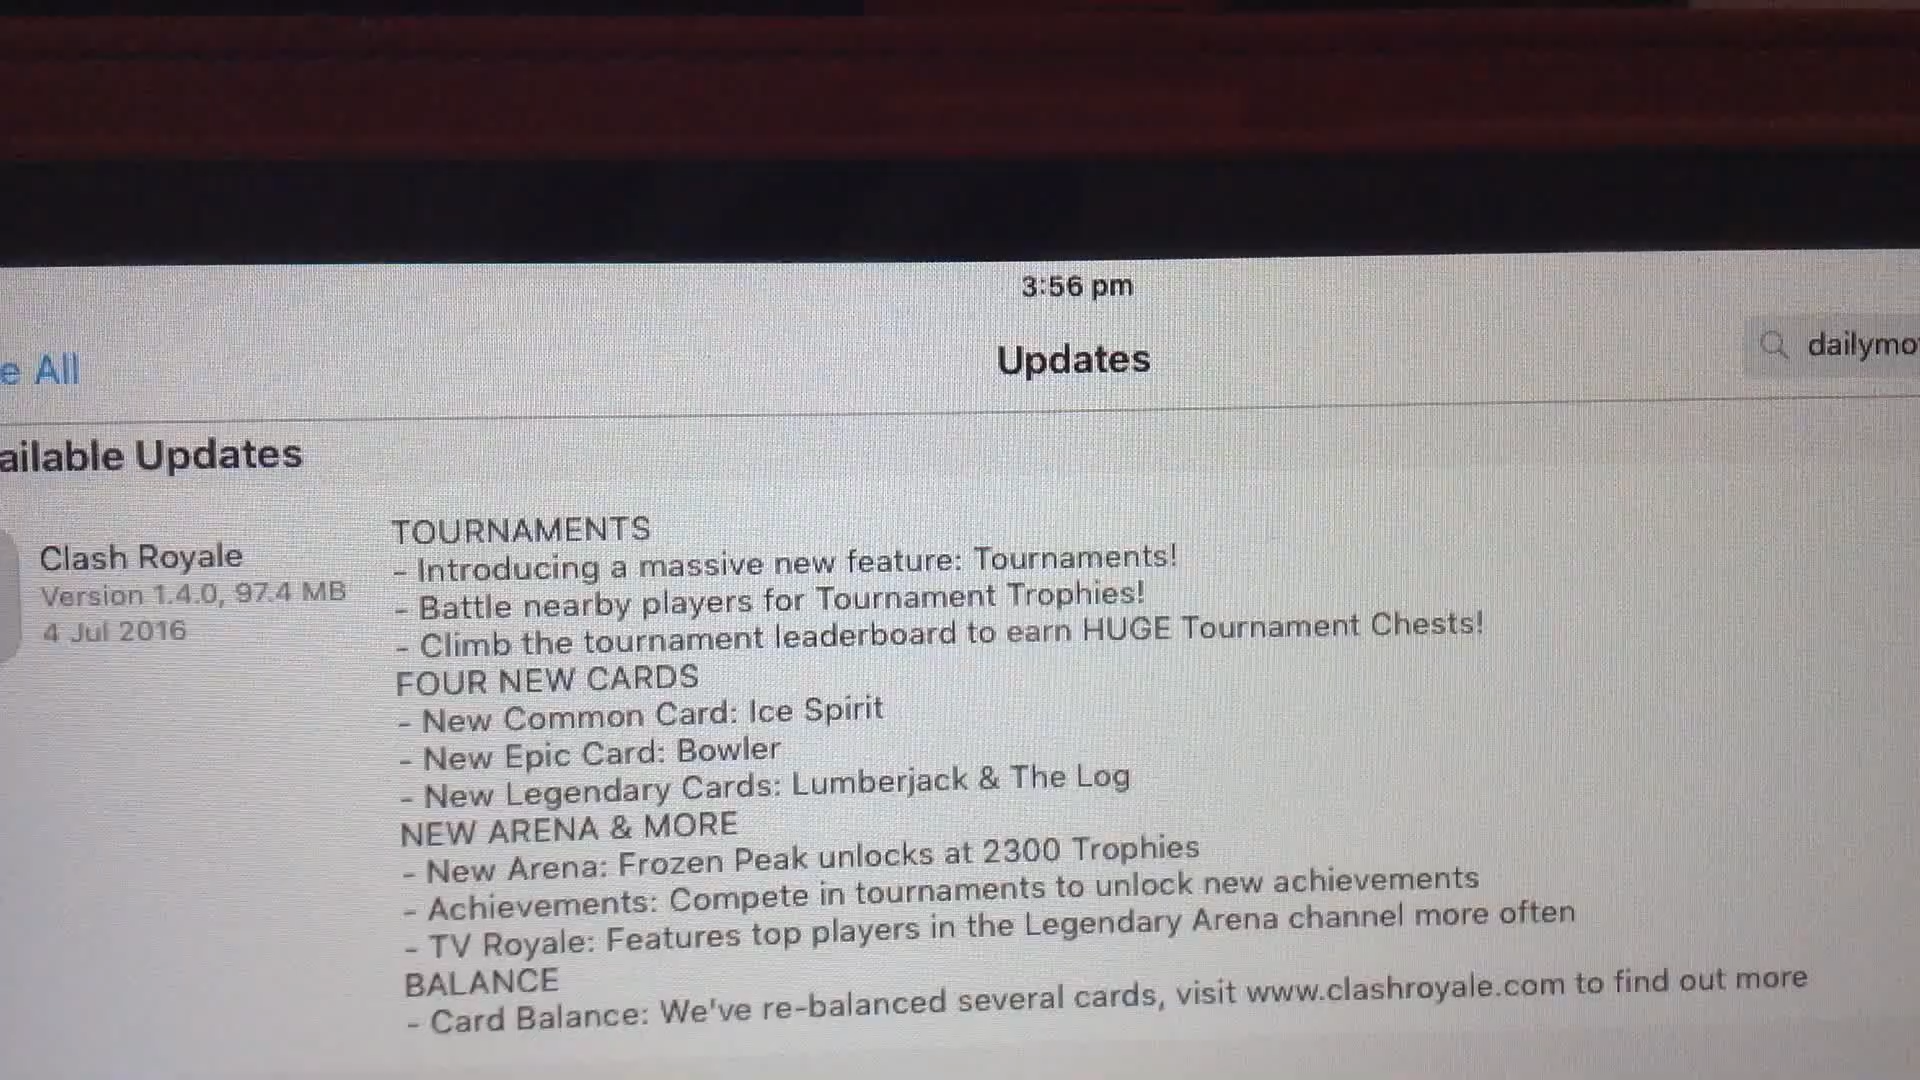 3:56 pm
e All
Updates
dailymo
ailable Updates
Clash Royale
Version 1.4.0, 97.4 MB
4 Jul 2016
TOURNAMENTS
- Introducing a massive new feature: Tournaments!
- Battle nearby players for Tournament Trophies!
- Climb the tournament leaderboard to earn HUGE Tournament Chests!
FOUR NEW CARDS
- New Common Card: Ice Spirit
- New Epic Card: Bowler
- New Legendary Cards: Lumberjack & The Log
NEW ARENA & MORE
- New Arena: Frozen Peak unlocks at 2300 Trophies
- Achievements: Compete in tournaments to unlock new achievements
- TV Royale: Features top players in the Legendary Arena channel more often
BALANCE
- Card Balance: We've re-balanced several cards, visit www.clashroyale.com to find out more